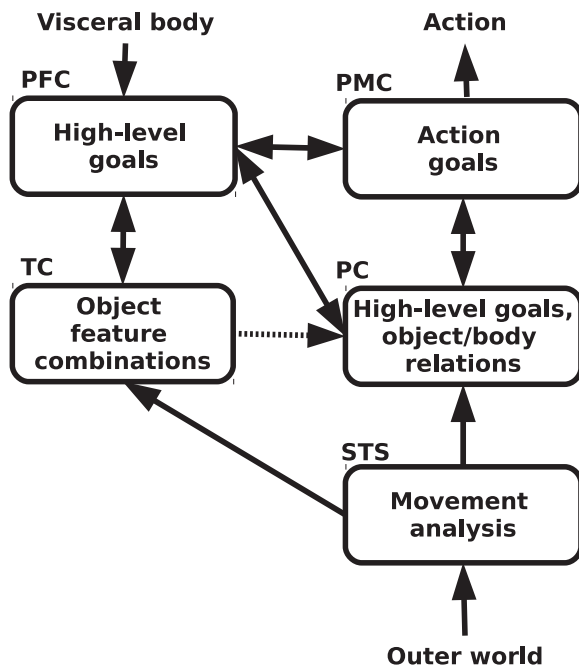 Visceral body
Action
PFC
PMC
High-level
goals
Action
goals
TC
PC
Object
feature
combinations
High-level goals,
object/body
relations
STS
Movement
analysis
Outer world